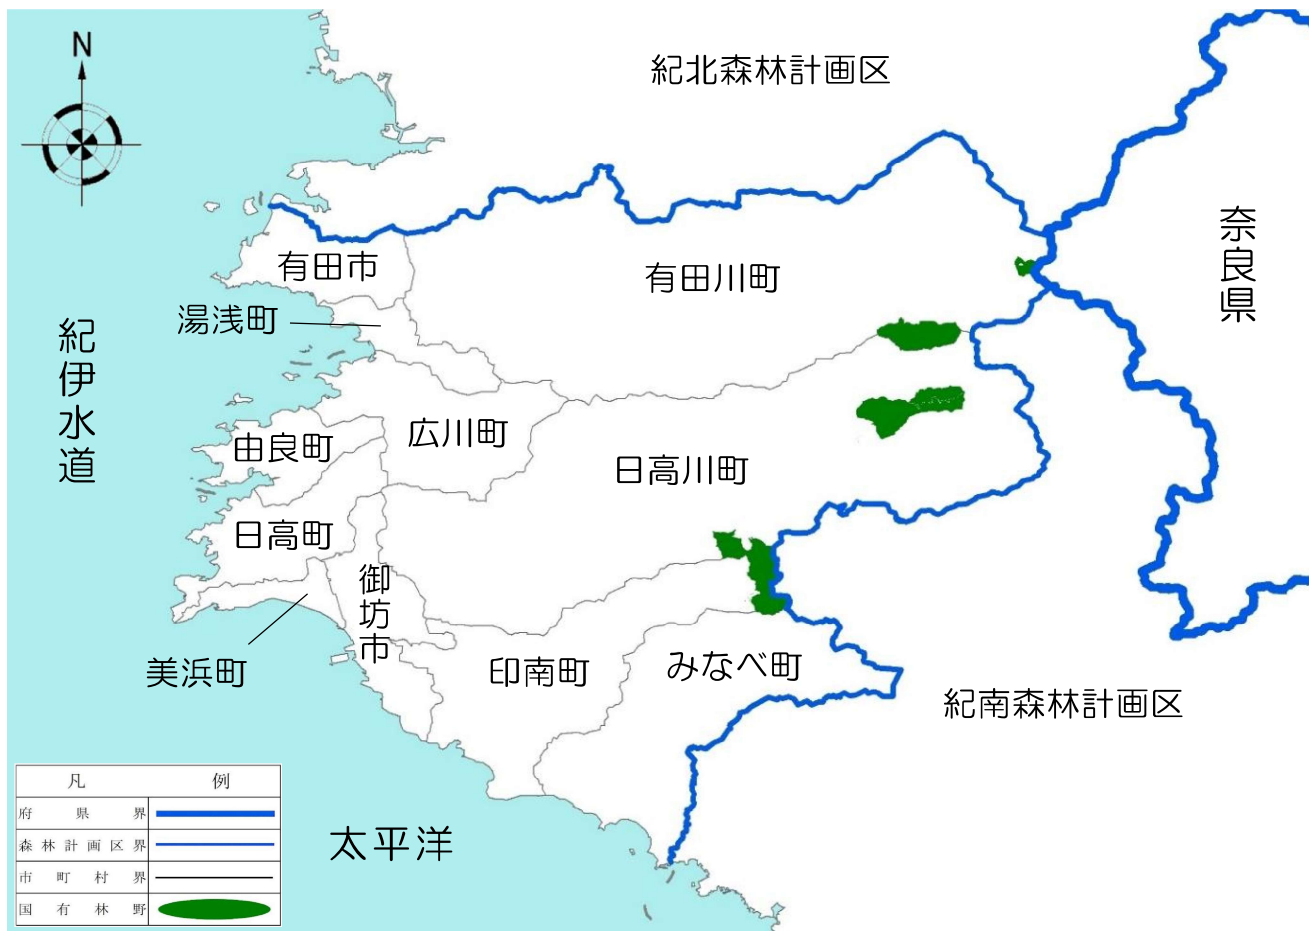 N
紀北森林計画区
奈良県
有田市
有田川町
湯浅町
紀伊水道
広川町
由良町
日高川町
日高町
御坊市
美浜町
印南町
みなべ町
紀南森林計画区
太平洋
凡例
府県界
森林計画区界
市町村界
国有林野